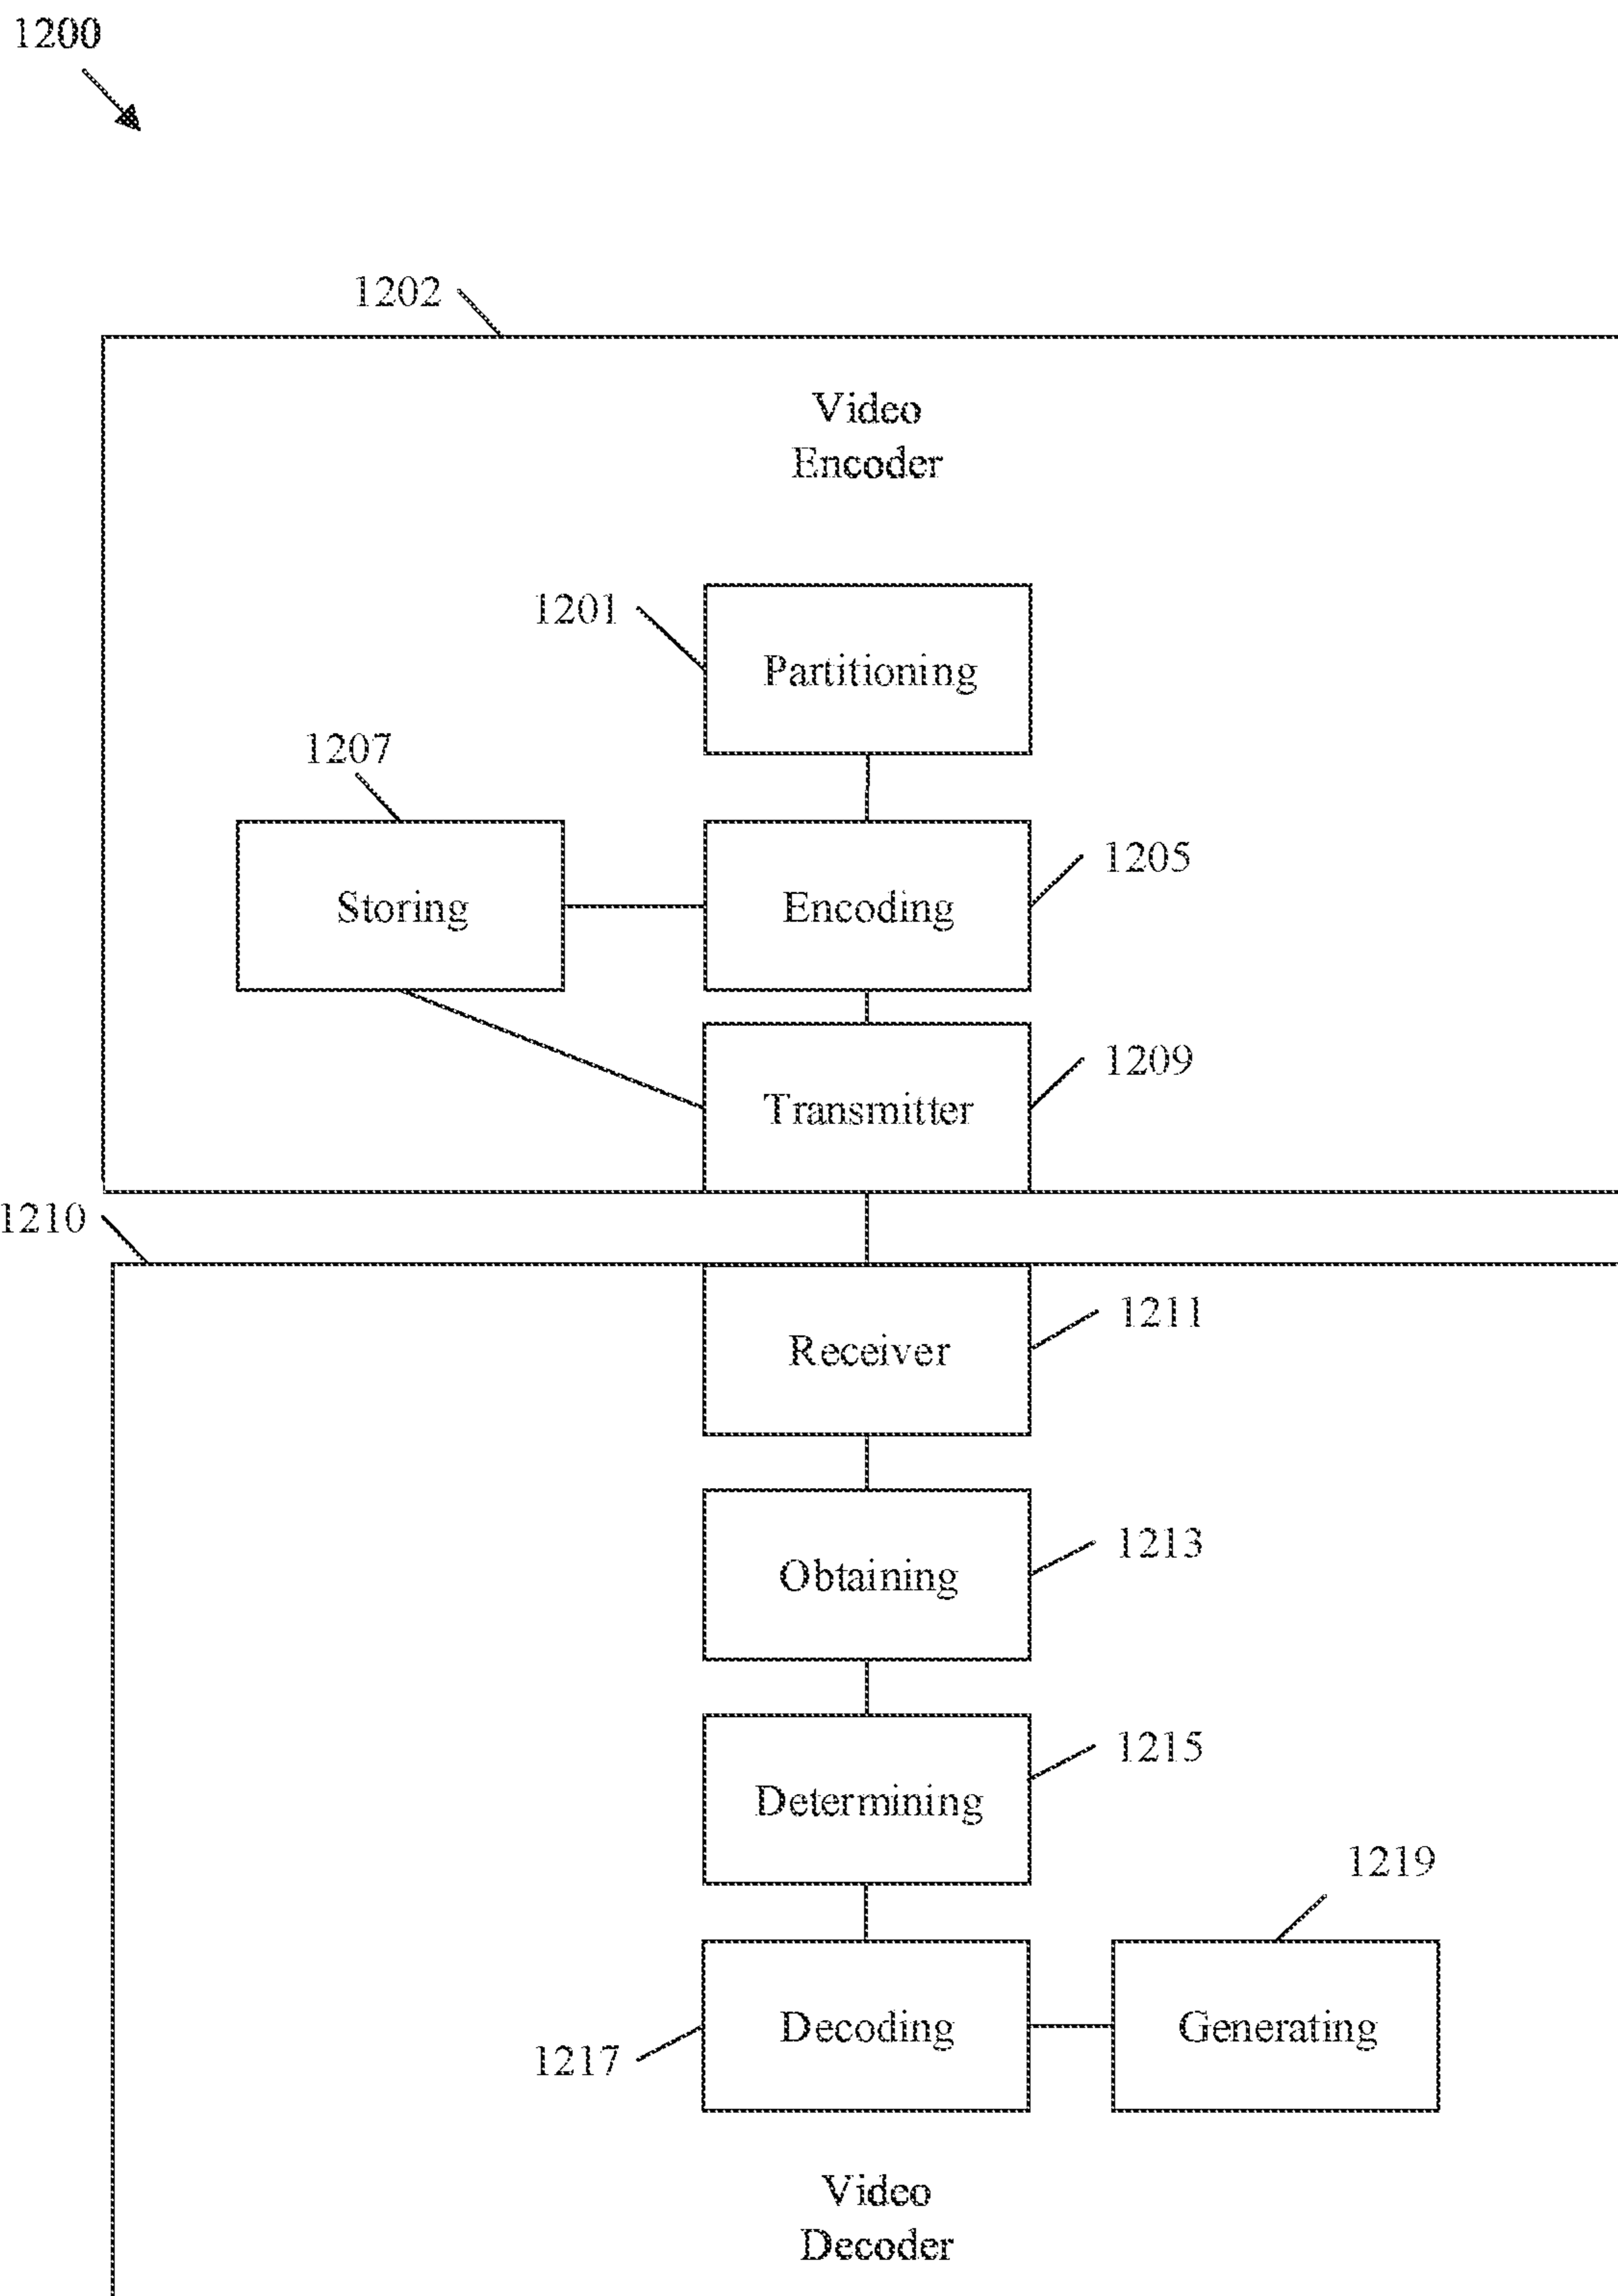 1200
1202
Video
Encoder
1201
Partitioning
1207
Storing
Encoding
1205
Transmitter
1209
1210
Receiver
1211
Obtaining
1213
Determining
1215
1219
Decoding
Generating
1217
Video
Decoder